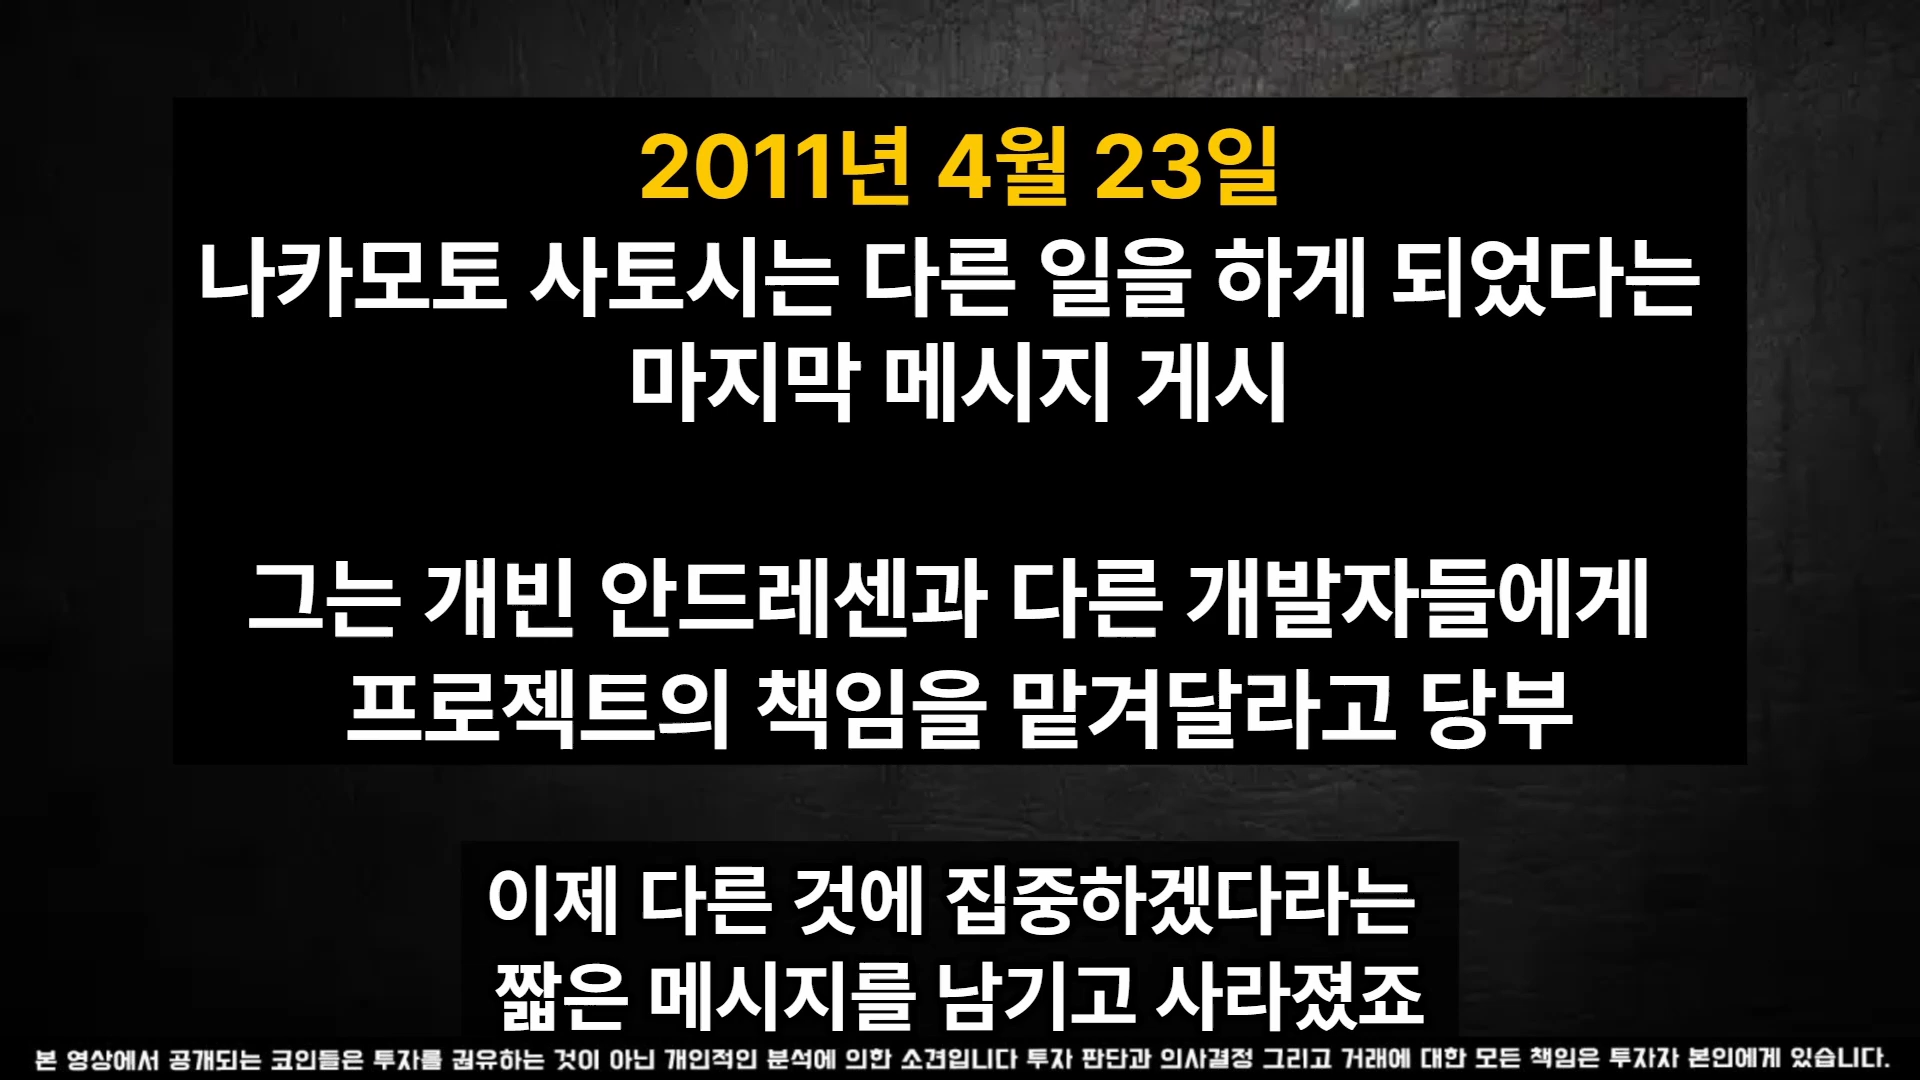 2011년 4월 23일
나카모토 사토시는 다른 일을 하게 되었다는
마지막 메시지 게시
그는 개빈 안드레센과 다른 개발자들에게
프로젝트의 책임을 맡겨달라고 당부
이제 다른 것에 집중하겠다라는
짧은 메시지를 남기고 사라졌죠
본 영상에서 공개되는 코인들은 투자를 권유하는 것이 아닌 개인적인 분석에 의한 소견입니다 투자 판단과 의사결정 그리고 거래에 대한 모든 책임은 투자자 본인에게 있습니다.